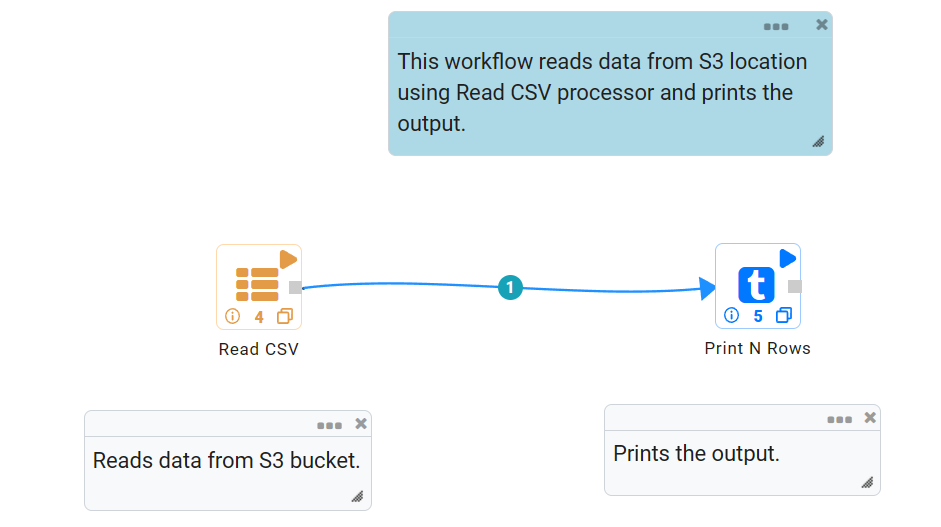 This workflow reads data from S3 location
using Read CSV processor and prints the
output.
1
t
4
5
Read CSV
Print N Rows
Reads data from S3 bucket.
Prints the output.